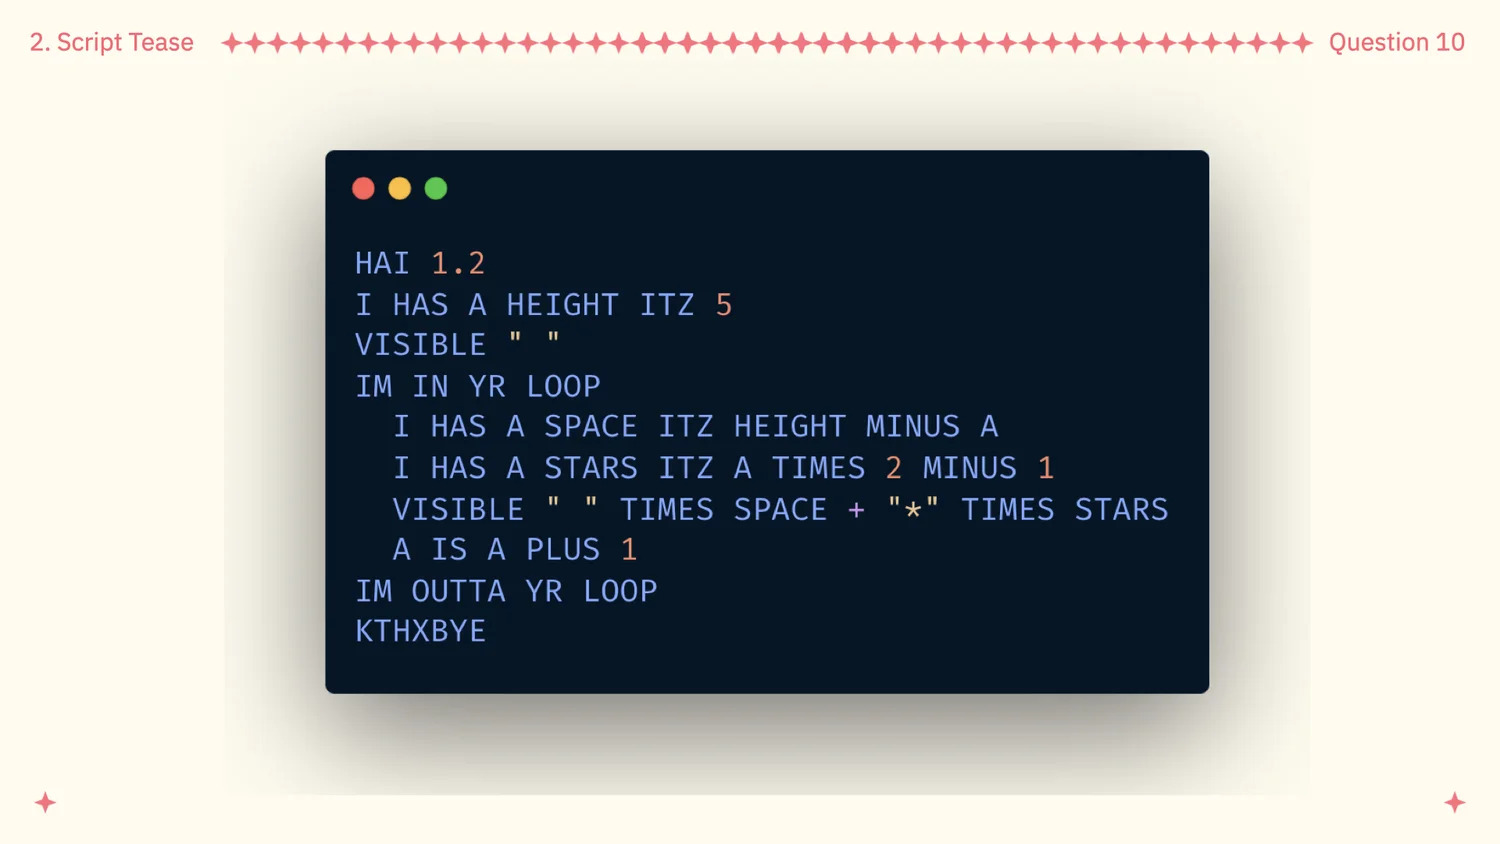 2. Script Tease
Question 10
HAI 1.2
I HAS A HEIGHT ITZ 5
VISIBLE " "
IM IN YR LOOP
  I HAS A SPACE ITZ HEIGHT MINUS A
  I HAS A STARS ITZ A TIMES 2 MINUS 1
  VISIBLE " " TIMES SPACE + "*" TIMES STARS
  A IS A PLUS 1
IM OUTTA YR LOOP
KTHXBYE